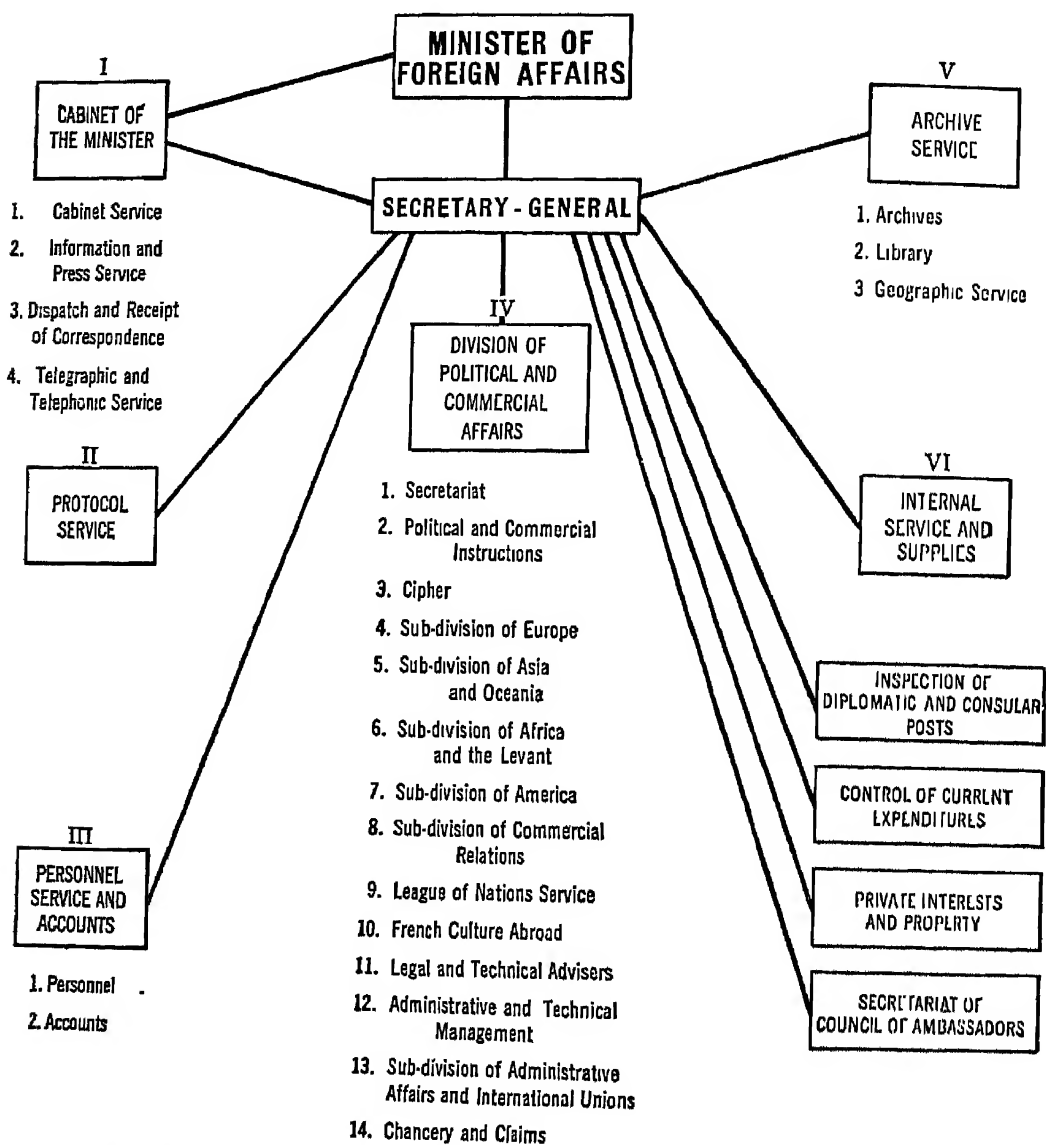 MINISTER OF
FOREIGN AFFAIRS
I
CABINET OF
THE MINISTER
1. Cabinet Service
2. Information and
Press Service
3. Dispatch and Receipt
of Correspondence
4. Telegraphic and
Telephonic Service
SECRETARY-GENERAL
V
ARCHIVE
SERVICE
1. Archives
2. Library
3 Geographic Service
II
PROTOCOL
SERVICE
III
PERSONNEL
SERVICE AND
ACCOUNTS
1. Personnel
2. Accounts
IV
DIVISION OF
POLITICAL AND
COMMERCIAL
AFFAIRS
1. Secretariat
2. Political and Commercial
Instructions
3. Cipher
4. Sub-division of Europe
5. Sub-division of Asia
and Oceania
6. Sub-division of Africa
and the Levant
7. Sub-division of America
8. Sub-division of Commercial
Relations
9. League of Nations Service
10. French Culture Abroad
11. Legal and Technical Advisers
12. Administrative and Technical
Management
13. Sub-division of Administrative
Affairs and International Unions
14. Chancery and Claims
VI
INTERNAL
SERVICE AND
SUPPLIES
INSPECTION OF
DIPLOMATIC AND CONSULAR
POSTS
CONTROL OF CURRENT
EXPENDITURES
PRIVATE INTERESTS
AND PROPERTY
SECRETARIAT OF
COUNCIL OF AMBASSADORS